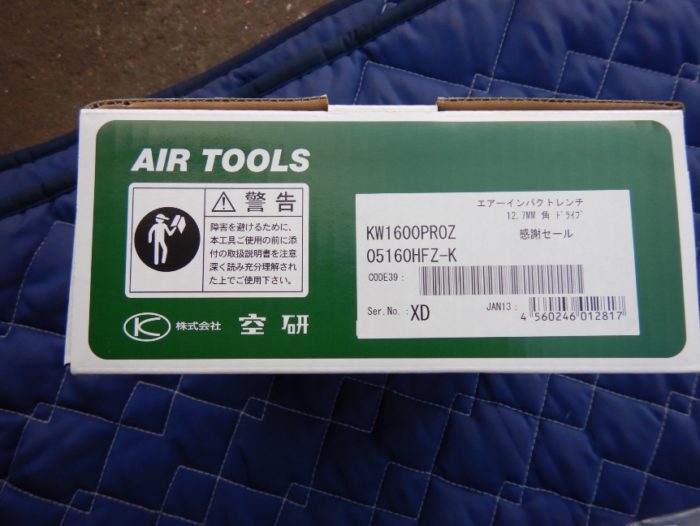 AIR TOOLS
警告
障害を避けるために、
本工具ご使用の前に添
付の取扱説明書を注意
深く読み充分理解され
た上でご使用下さい。
株式会社 空研
エアーインパクトレンチ
12.7MM 角 ドライブ
KW1600PROZ
感謝セール
05160HFZ-K
CODE39:
Ser.No.:XD
JAN13:
4 560246 012817